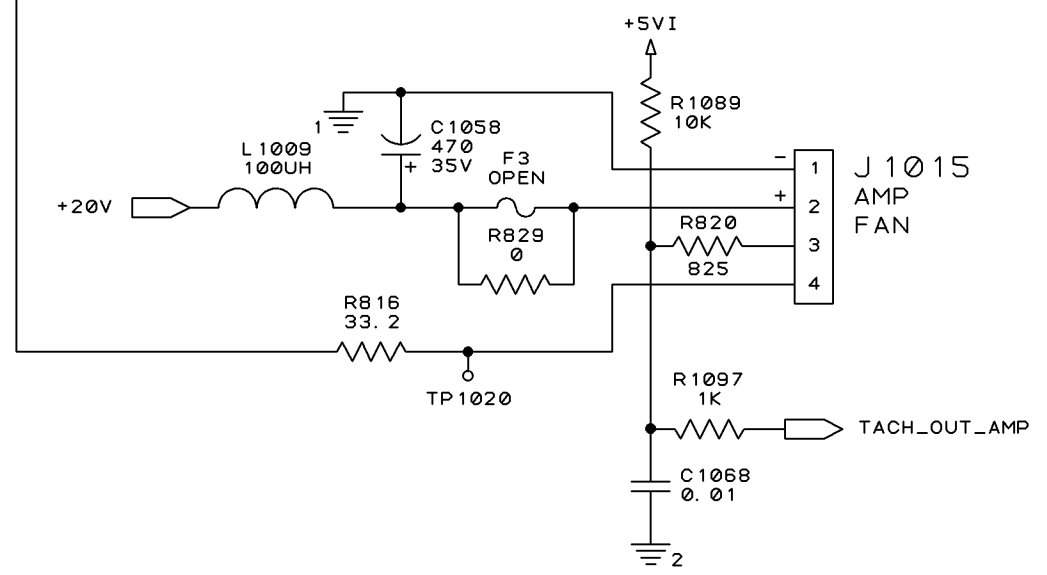 +5VI
R1089
10K
1
C1058
470
+ 35V
L1009
100UH
F3
OPEN
+20V
R829
0
-
+
1
2
3
4
J1015
AMP
FAN
R820
825
R816
33.2
TP1020
R1097
1K
TACH_OUT_AMP
C1068
0.01
2